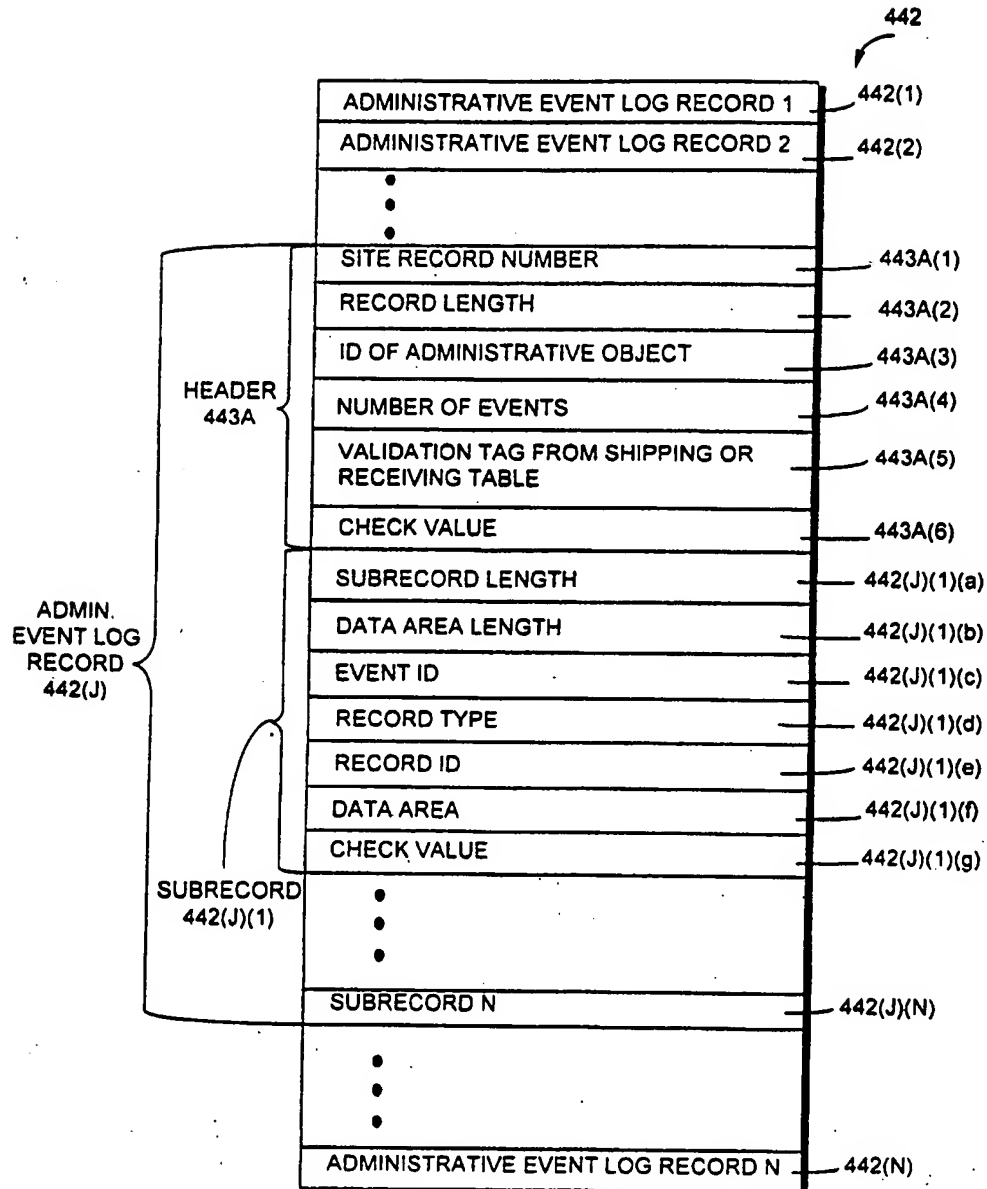 442
ADMINISTRATIVE EVENT LOG RECORD 1 442(1)
ADMINISTRATIVE EVENT LOG RECORD 2 442(2)
SITE RECORD NUMBER 443A(1)
RECORD LENGTH 443A(2)
ID OF ADMINISTRATIVE OBJECT 443A(3)
HEADER
443A
NUMBER OF EVENTS 443A(4)
VALIDATION TAG FROM SHIPPING OR
RECEIVING TABLE 443A(5)
CHECK VALUE 443A(6)
SUBRECORD LENGTH 442(J)(1)(a)
ADMIN.
EVENT LOG
RECORD
442(J)
DATA AREA LENGTH 442(J)(1)(b)
EVENT ID 442(J)(1)(c)
RECORD TYPE 442(J)(1)(d)
RECORD ID 442(J)(1)(e)
DATA AREA 442(J)(1)(f)
CHECK VALUE 442(J)(1)(g)
SUBRECORD
442(J)(1)
SUBRECORD N 442(J)(N)
ADMINISTRATIVE EVENT LOG RECORD N 442(N)